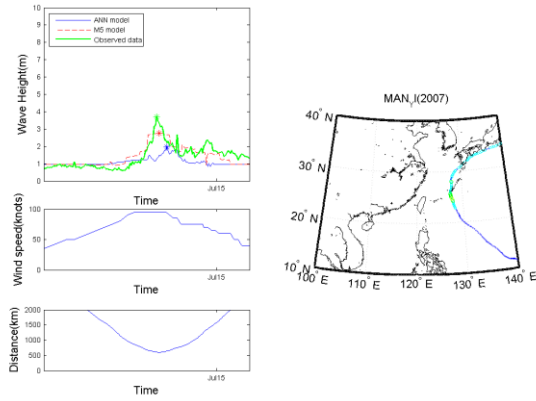 ANN model
M5 model
Observed data
Wave Height(m)
10
9
8
7
6
5
4
3
2
1
0
Jul15
Time
Wind speed(knots)
100
50
0
Jul15
Time
Distance(km)
2000
1500
1000
500
0
Jul15
Time
MANYI(2007)
40° N
30° N
20° N
10° N
100° E
110° E
120° E
130° E
140° E